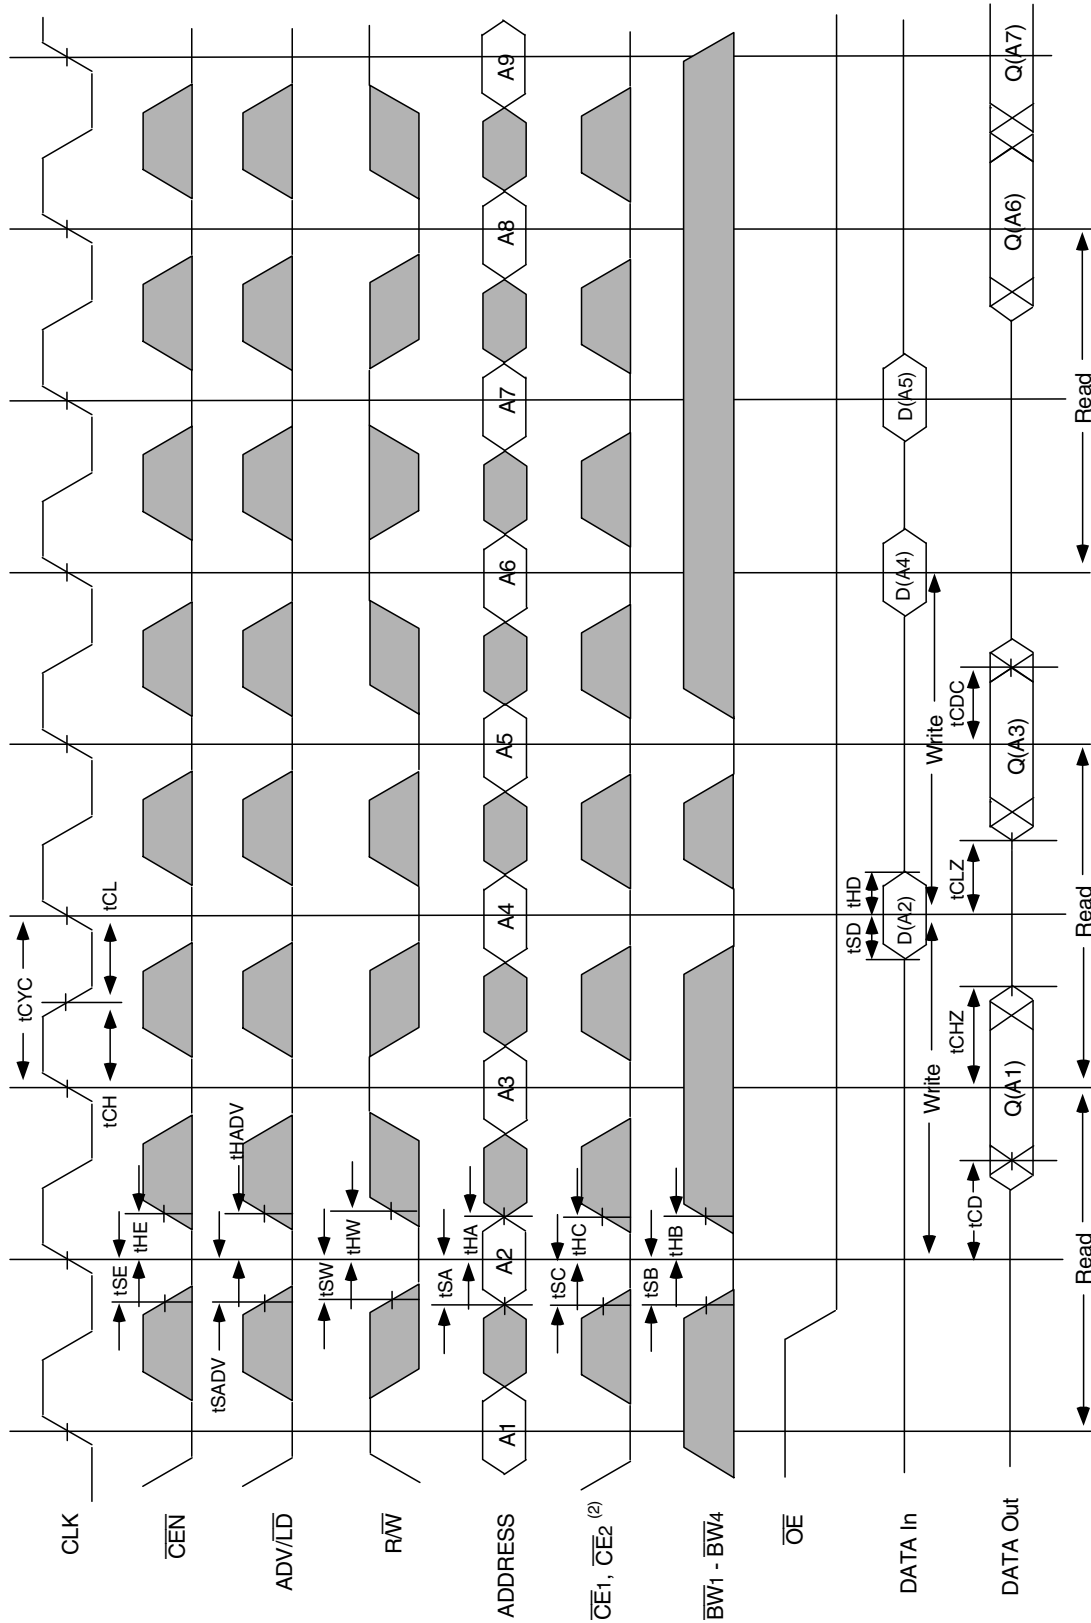 CLK
tCYC
tCH
tCL
CEN
tSE
tHE
ADV/LD
tSADV
tHADV
R/W
tSW
tHW
ADDRESS
A1
A2
A3
A4
A5
A6
A7
A8
A9
tSA
tHA
CE1, CE2 (2)
tSC
tHC
BW1 - BW4
tSB
tHB
OE
DATA In
D(A2)
D(A4)
D(A5)
tSD
tHD
Write
Write
DATA Out
Q(A1)
Q(A3)
Q(A6)
Q(A7)
tCD
tCHZ
tCLZ
tCDC
Read
Read
Read